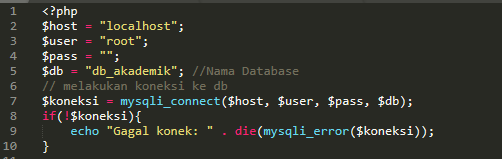 1 <?php
2 $host = "localhost";
3 $user = "root";
4 $pass = "";
5 $db = "db_akademik"; //Nama Database
6 // melakukan koneksi ke db
7 $koneksi = mysqli_connect($host, $user, $pass, $db);
8 if(!$koneksi){
9 echo "Gagal konek: " . die(mysqli_error($koneksi));
10 }